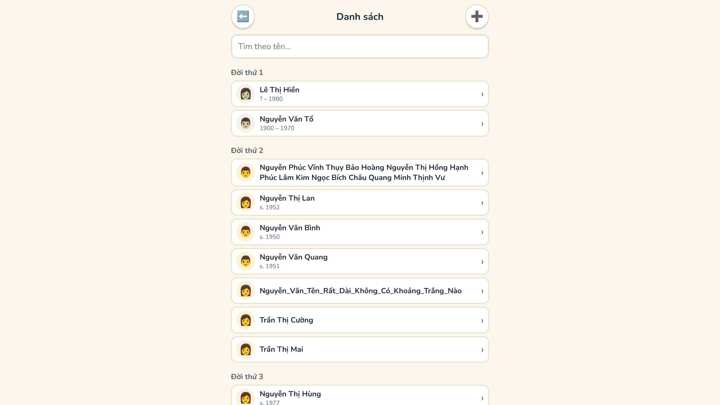 Danh sách
Tìm theo tên...
Đời thứ 1
Lê Thị Hiền
? – 1980
Nguyễn Văn Tổ
1900 – 1970
Đời thứ 2
Nguyễn Phúc Vĩnh Thụy Bảo Hoàng Nguyễn Thị Hồng Hạnh
Phúc Lâm Kim Ngọc Bích Châu Quang Minh Thịnh Vư
Nguyễn Thị Lan
s. 1952
Nguyễn Văn Bình
s. 1950
Nguyễn Văn Quang
s. 1951
Nguyễn_Văn_Tên_Rất_Dài_Không_Có_Khoảng_Trắng_Nào
Trần Thị Cường
Trần Thị Mai
Đời thứ 3
Nguyễn Thị Hùng
s. 1977